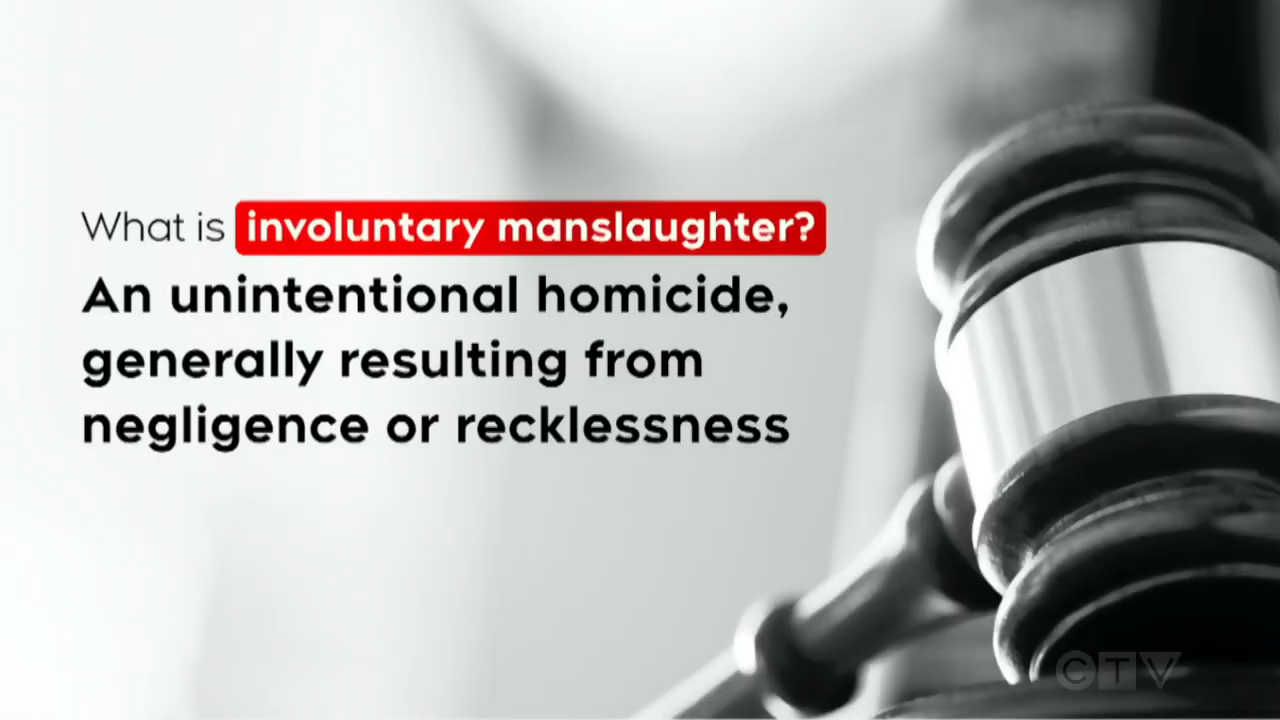 What is involuntary manslaughter?
An unintentional homicide,
generally resulting from
negligence or recklessness
CTV